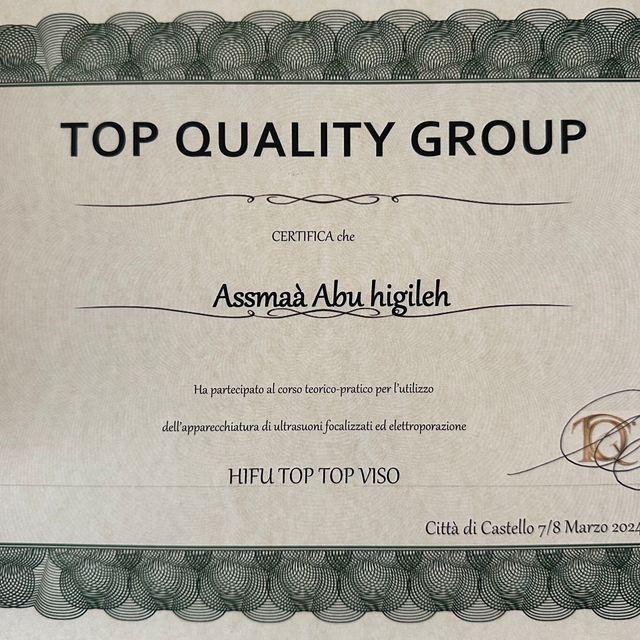 TOP QUALITY GROUP
CERTIFICA che
Assmaà Abu higileh
Ha partecipato al corso teorico-pratico per l'utilizzo
dell'apparecchiatura di ultrasuoni focalizzati ed elettroporazione
HIFU TOP TOP VISO
Città di Castello 7/8 Marzo 2024